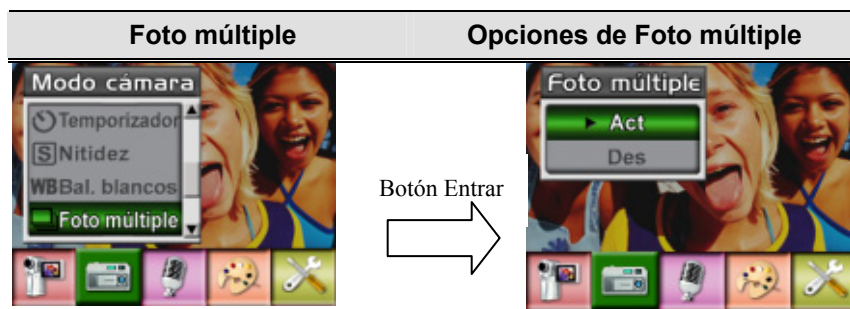 Foto múltiple
Opciones de Foto múltiple
Modo cámara
Temporizador
S Nitidez
WB Bal. blancos
Foto múltiple
Botón Entrar
Foto múltiple
Act
Des